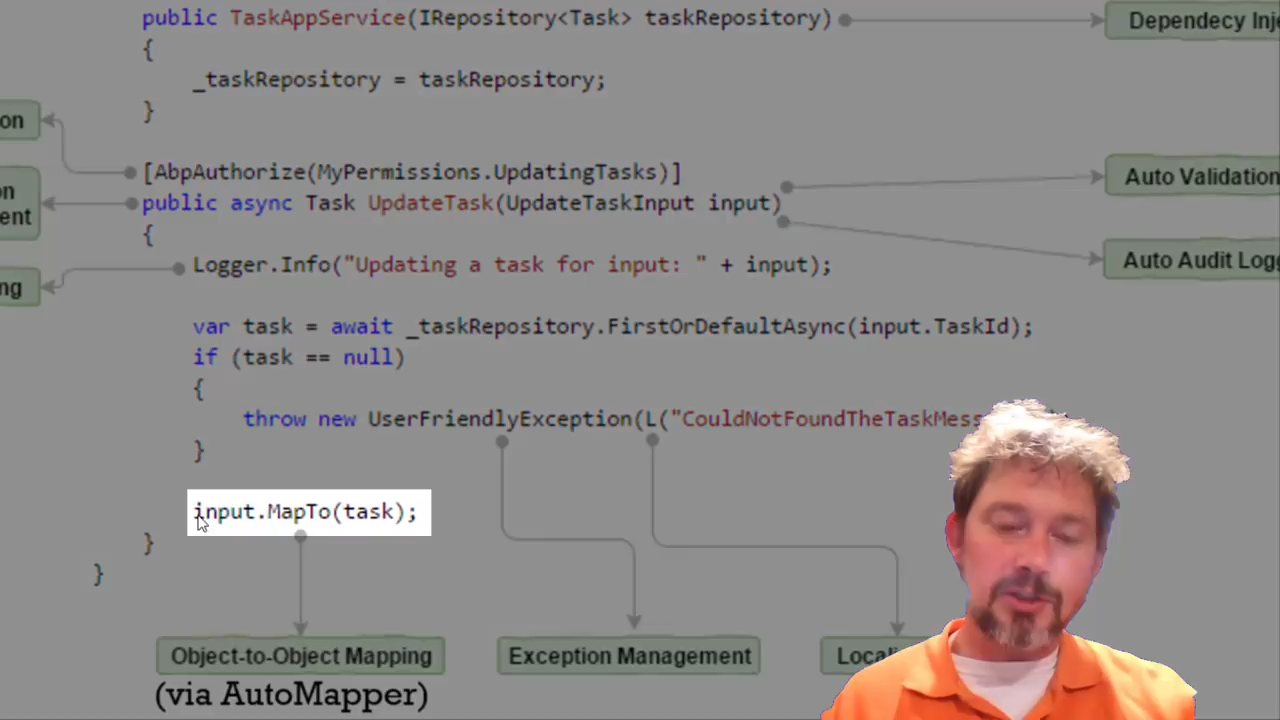 public TaskAppService(IRepository<Task> taskRepository)
Dependecy Inj
{
_taskRepository = taskRepository;
}
on
[AbpAuthorize(MyPermissions.UpdatingTasks)]
Auto Validation
on
ent
public async Task UpdateTask(UpdateTaskInput input)
{
Auto Audit Logg
ng
Logger.Info("Updating a task for input: " + input);
var task = await _taskRepository.FirstOrDefaultAsync(input.TaskId);
if (task == null)
{
throw new UserFriendlyException(L("CouldNotFoundTheTaskMess
}
input.MapTo(task);
}
}
Object-to-Object Mapping
Exception Management
Locali
(via AutoMapper)